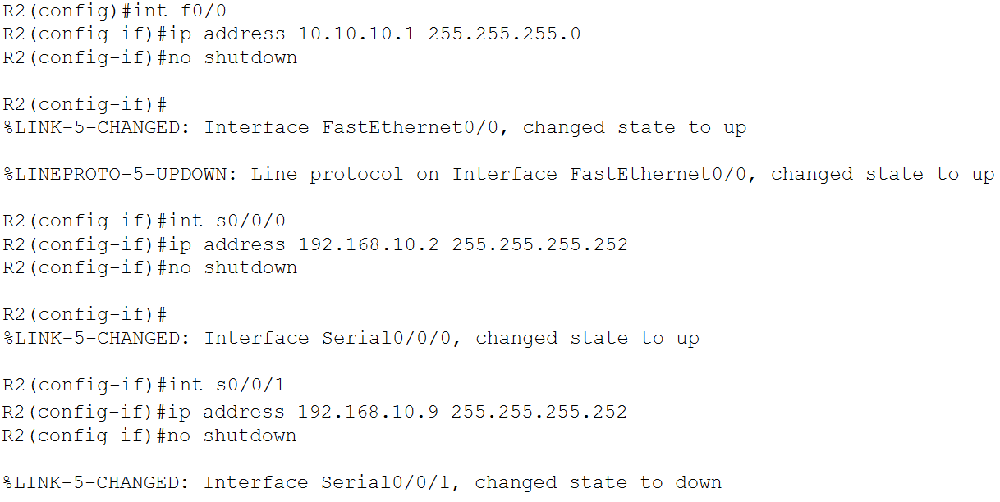 R2(config)#int f0/0
R2(config-if)#ip address 10.10.10.1 255.255.255.0
R2(config-if)#no shutdown
R2(config-if)#
%LINK-5-CHANGED: Interface FastEthernet0/0, changed state to up
%LINEPROTO-5-UPDOWN: Line protocol on Interface FastEthernet0/0, changed state to up
R2(config-if)#int s0/0/0
R2(config-if)#ip address 192.168.10.2 255.255.255.252
R2(config-if)#no shutdown
R2(config-if)#
%LINK-5-CHANGED: Interface Serial0/0/0, changed state to up
R2(config-if)#int s0/0/1
R2(config-if)#ip address 192.168.10.9 255.255.255.252
R2(config-if)#no shutdown
%LINK-5-CHANGED: Interface Serial0/0/1, changed state to down